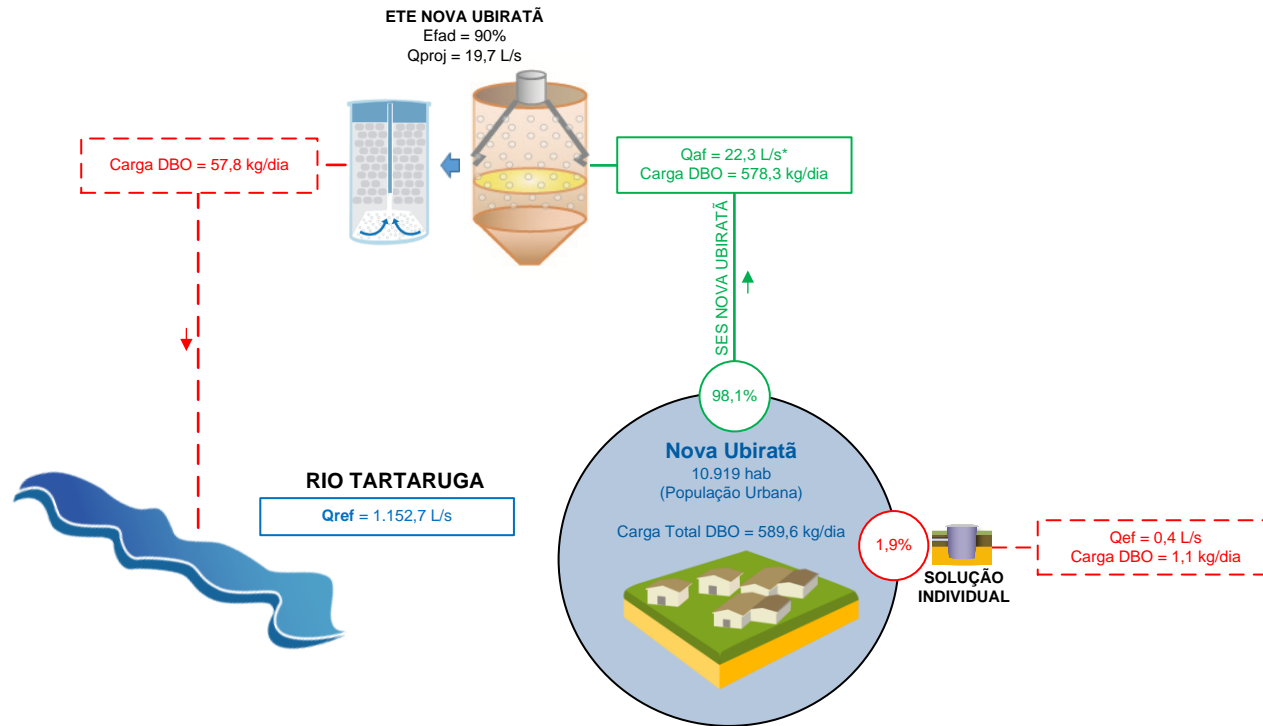 ETE NOVA UBIRATÃ
Efad = 90%
Qproj = 19,7 L/s
Carga DBO = 57,8 kg/dia
Qaf = 22,3 L/s*
Carga DBO = 578,3 kg/dia
SES NOVA UBIRATÃ
98,1%
RIO TARTARUGA
Qref = 1.152,7 L/s
Nova Ubiratã
10.919 hab
(População Urbana)
Carga Total DBO = 589,6 kg/dia
1,9%
SOLUÇÃO
INDIVIDUAL
Qef = 0,4 L/s
Carga DBO = 1,1 kg/dia